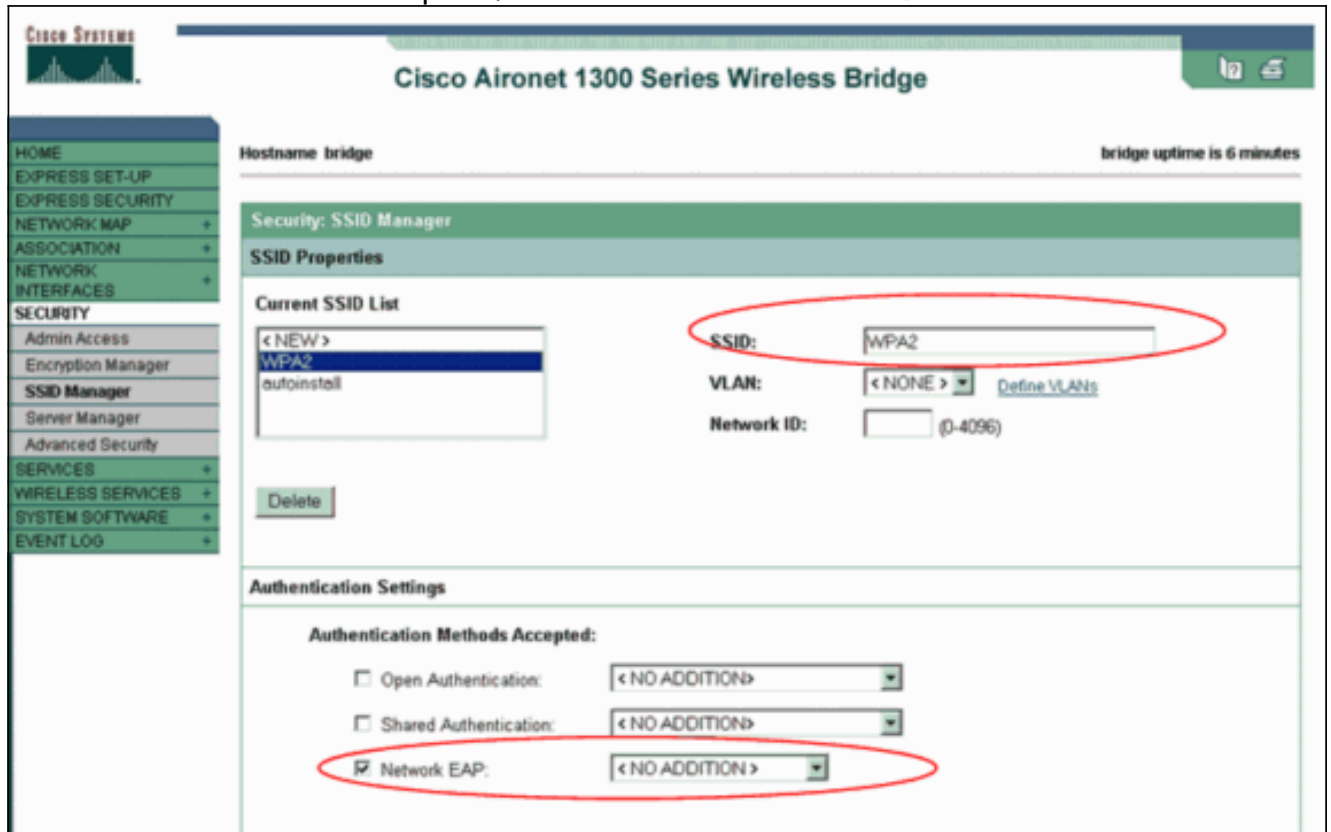 CISCO SYSTEMS
Cisco Aironet 1300 Series Wireless Bridge
HOME
EXPRESS SET-UP
EXPRESS SECURITY
NETWORK MAP +
ASSOCIATION +
NETWORK
INTERFACES +
SECURITY
Admin Access
Encryption Manager
SSID Manager
Server Manager
Advanced Security
SERVICES +
WIRELESS SERVICES +
SYSTEM SOFTWARE +
EVENT LOG +
Hostname bridge
bridge uptime is 6 minutes
Security: SSID Manager
SSID Properties
Current SSID List
< NEW >
WPA2
autoinstall
Delete
SSID: WPA2
VLAN: < NONE > Define VLANs
Network ID: (0-4096)
Authentication Settings
Authentication Methods Accepted:
Open Authentication: < NO ADDITION>
Shared Authentication: < NO ADDITION>
Network EAP: < NO ADDITION >